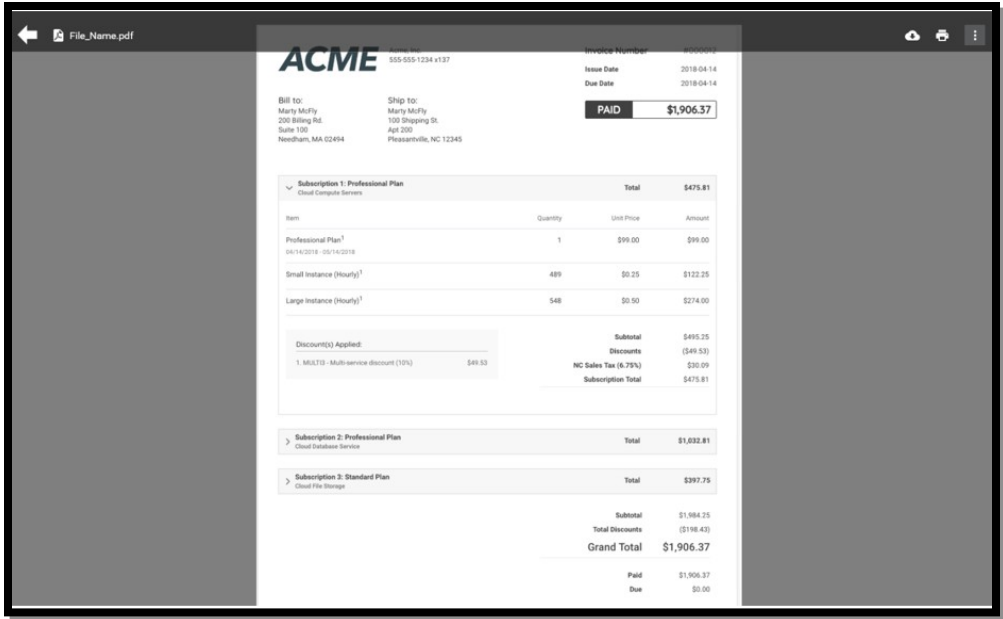 File_Name.pdf
ACME
Acme, Inc.
555-555-1234 x137
Invoice Number #000012
Issue Date 2018-04-14
Due Date 2018-04-14
PAID $1,906.37
Bill to:
Marty McFly
200 Billing Rd.
Suite 100
Needham, MA 02494
Ship to:
Marty McFly
100 Shipping St.
Apt 200
Pleasantville, NC 12345
Subscription 1: Professional Plan Total $475.81
Cloud Compute Servers
Item Quantity Unit Price Amount
Professional Plan1 1 $99.00 $99.00
04/14/2018 - 05/14/2018
Small Instance (Hourly)1 489 $0.25 $122.25
Large Instance (Hourly)1 548 $0.50 $274.00
Discount(s) Applied:
1. MULTI3 - Multi-service discount (10%) $49.53
Subtotal $495.25
Discounts ($49.53)
NC Sales Tax (6.75%) $30.09
Subscription Total $475.81
Subscription 2: Professional Plan Total $1,032.81
Cloud Database Service
Subscription 3: Standard Plan Total $397.75
Cloud File Storage
Subtotal $1,984.25
Total Discounts ($198.43)
Grand Total $1,906.37
Paid $1,906.37
Due $0.00